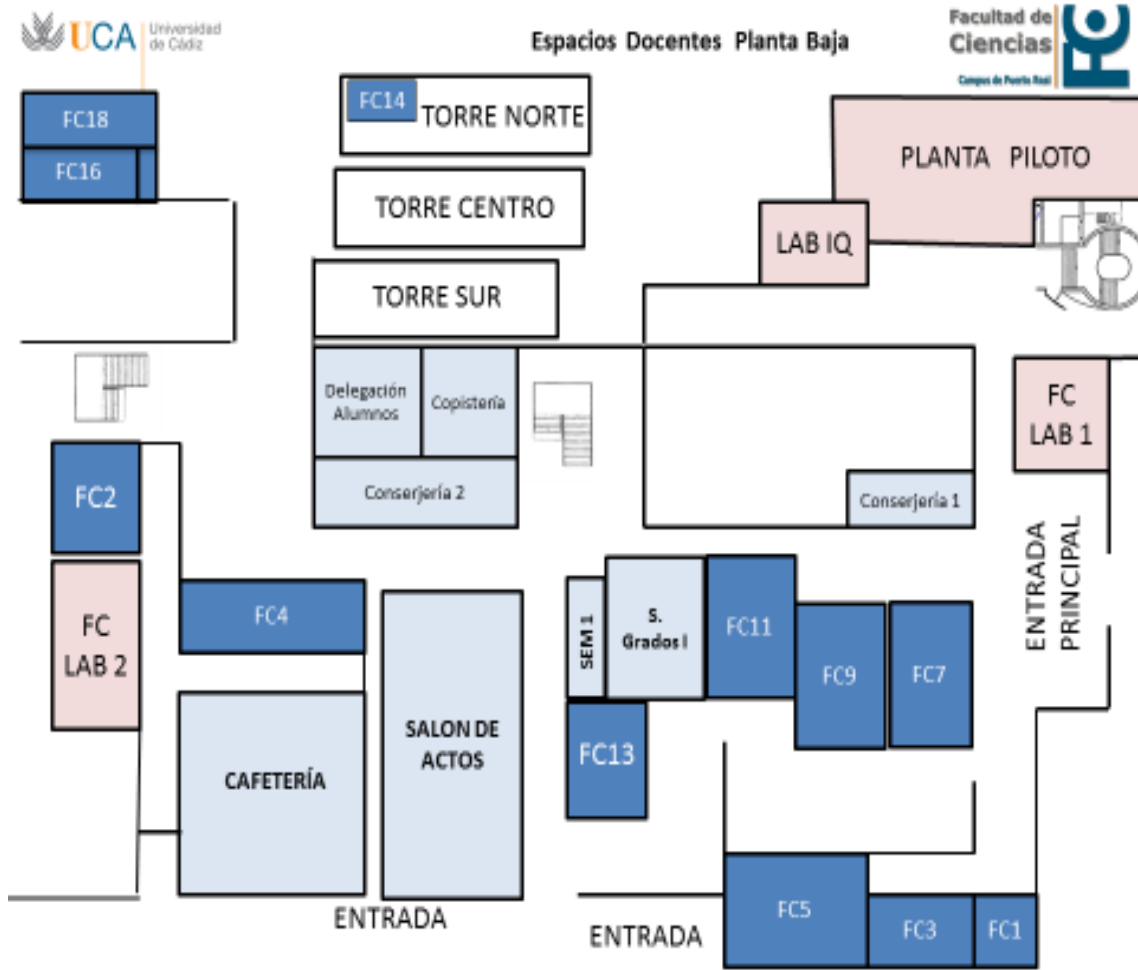 UCA
Universidad
de Cádiz
Espacios Docentes Planta Baja
Facultad de
Ciencias
Campus de Puerto Real
FC
FC18
FC16
FC14
TORRE NORTE
TORRE CENTRO
TORRE SUR
PLANTA PILOTO
LAB IQ
Delegación
Alumnos
Copistería
Conserjería 2
Conserjería 1
FC
LAB 1
ENTRADA
PRINCIPAL
FC2
FC
LAB 2
FC4
CAFETERÍA
SALON DE
ACTOS
SEM 1
S.
Grados I
FC11
FC9
FC7
FC13
ENTRADA
ENTRADA
FC5
FC3
FC1